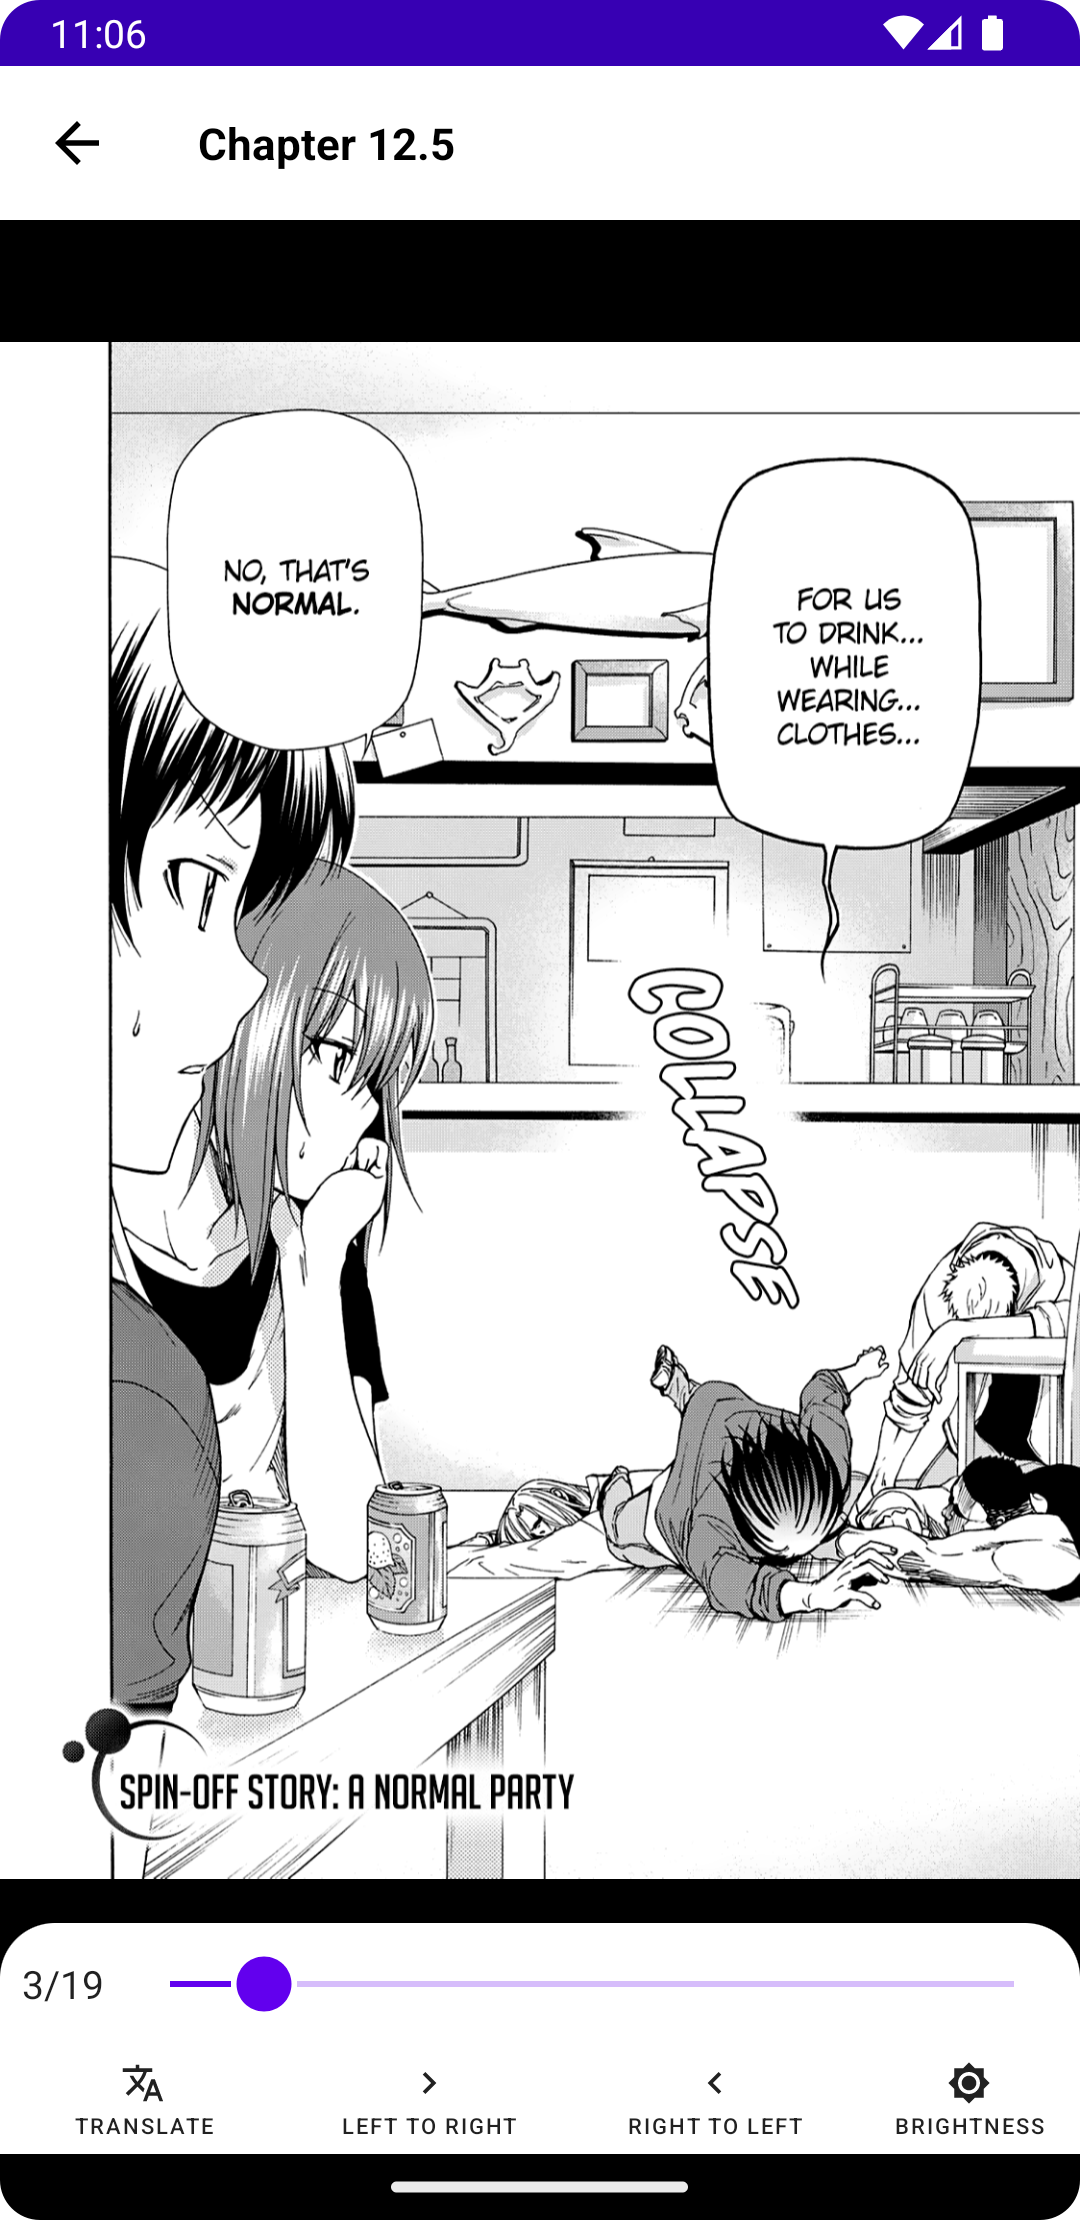 11:06
Chapter 12.5
FOR US
TO DRINK...
WHILE
WEARING...
CLOTHES...
NO, THAT'S
NORMAL.
COLLAPSE
SPIN-OFF STORY: A NORMAL PARTY
3/19
TRANSLATE
LEFT TO RIGHT
RIGHT TO LEFT
BRIGHTNESS